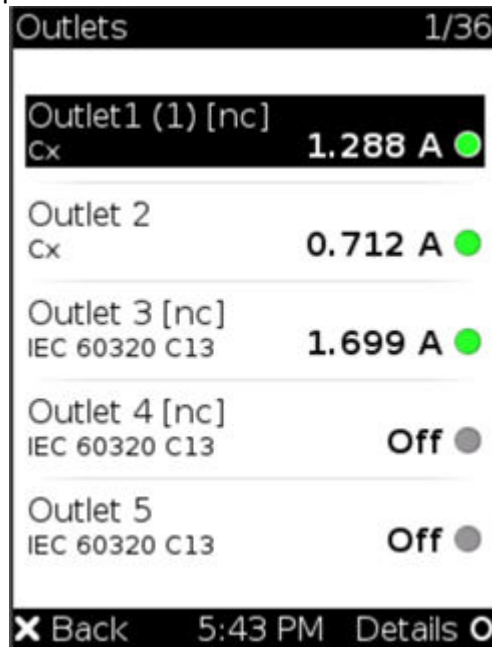 Outlets 1/36
Outlet1 (1) [nc]
Cx 1.288 A
Outlet 2
Cx 0.712 A
Outlet 3 [nc]
IEC 60320 C13 1.699 A
Outlet 4 [nc]
IEC 60320 C13 Off
Outlet 5
IEC 60320 C13 Off
Back 5:43 PM Details